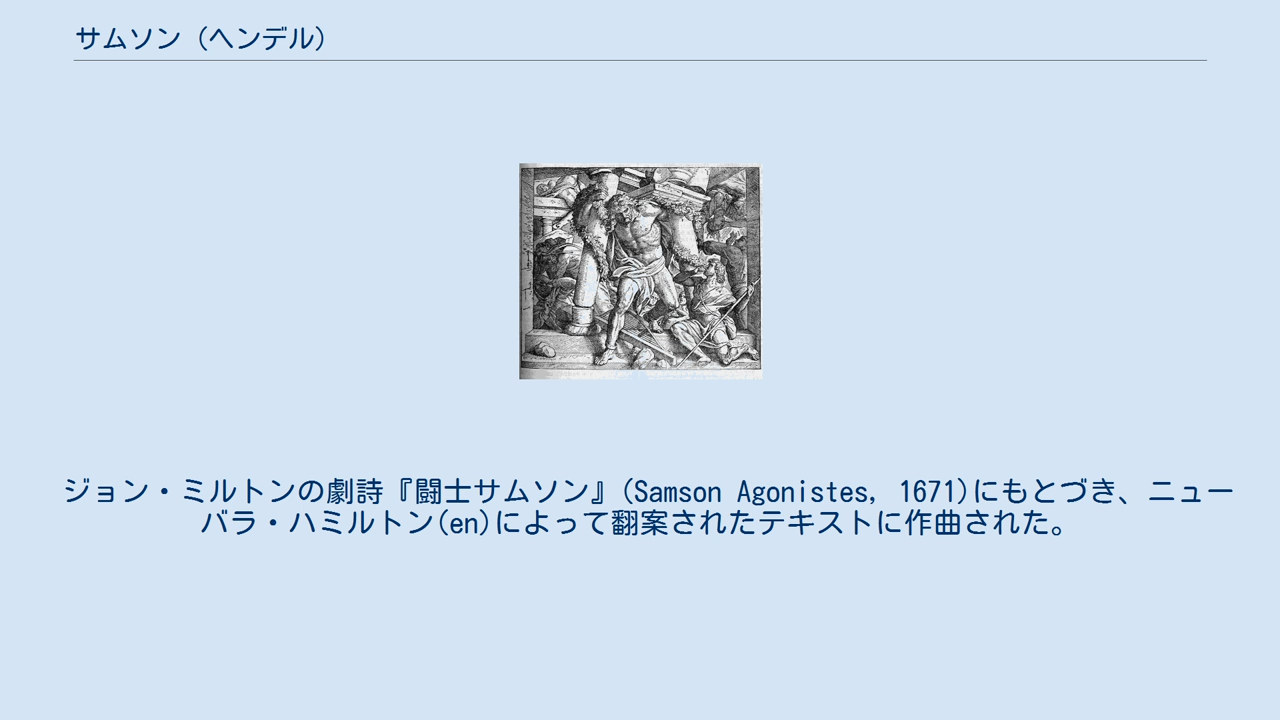 サムソン（ヘンデル）
ジョン・ミルトンの劇詩『闘士サムソン』(Samson Agonistes, 1671)にもとづき、ニュー
バラ・ハミルトン(en)によって翻案されたテキストに作曲された。